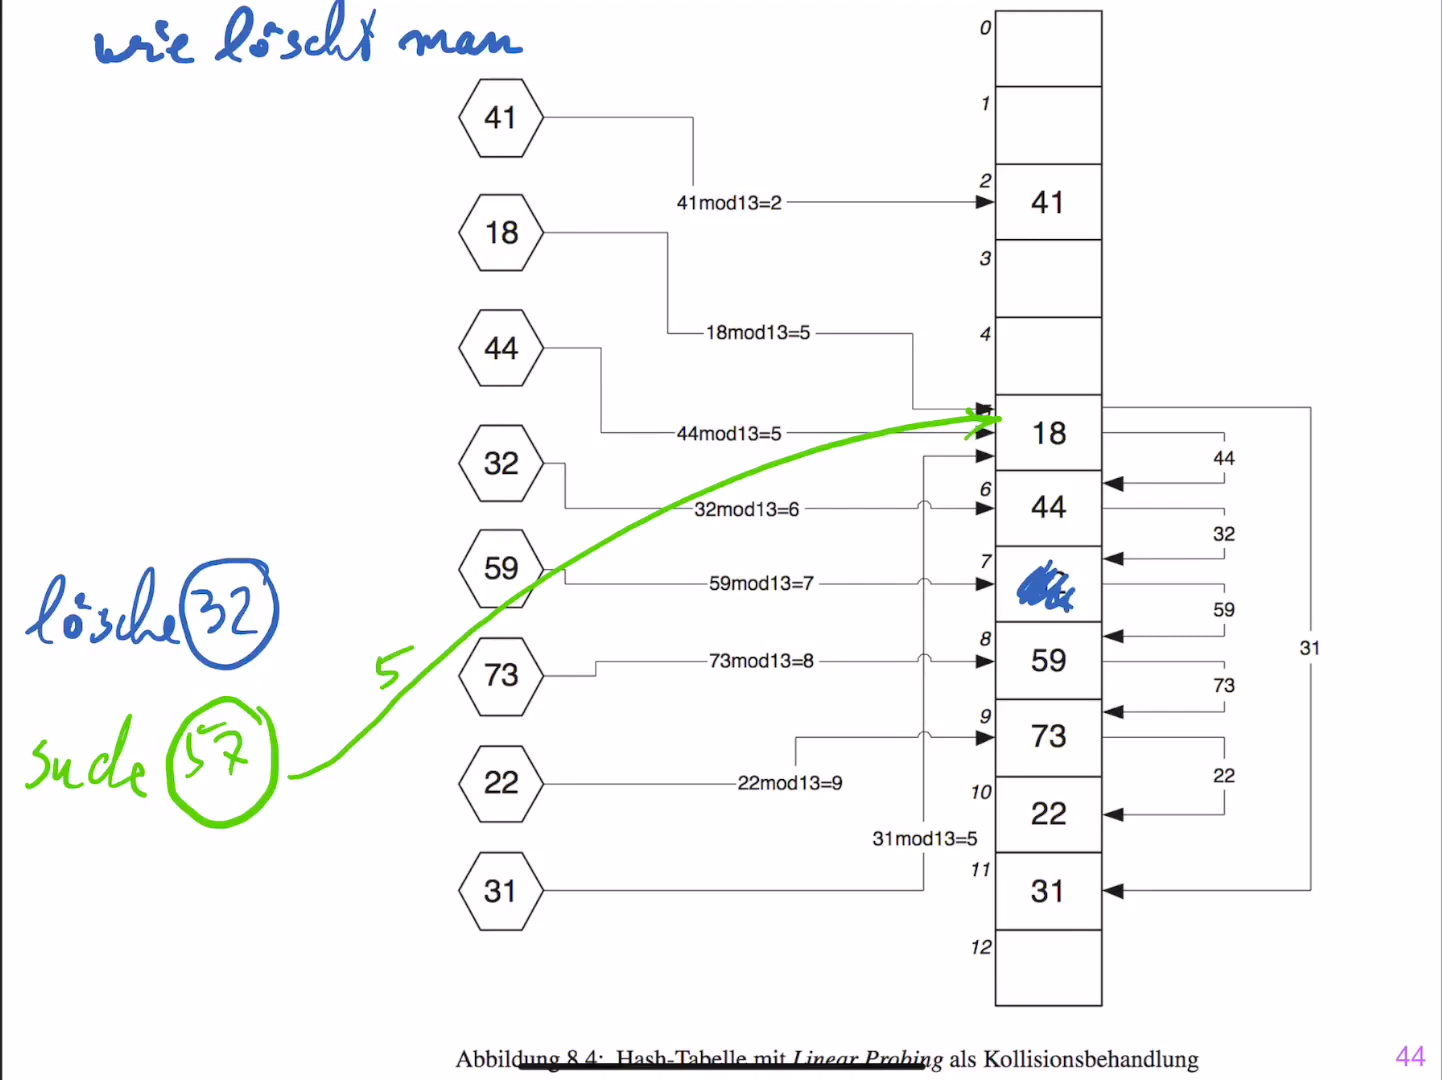 wie löscht man
0
1
41
41mod13=2
2
41
18
3
18mod13=5
4
44
44mod13=5
18
44
32
32mod13=6
6
44
32
59
59mod13=7
7
59
lösche 32
31
73
73mod13=8
8
59
73
5
9
73
suche 57
22
22mod13=9
10
22
22
31mod13=5
31
11
31
12
Abbildung 8.4: Hash-Tabelle mit Linear Probing als Kollisionsbehandlung
44